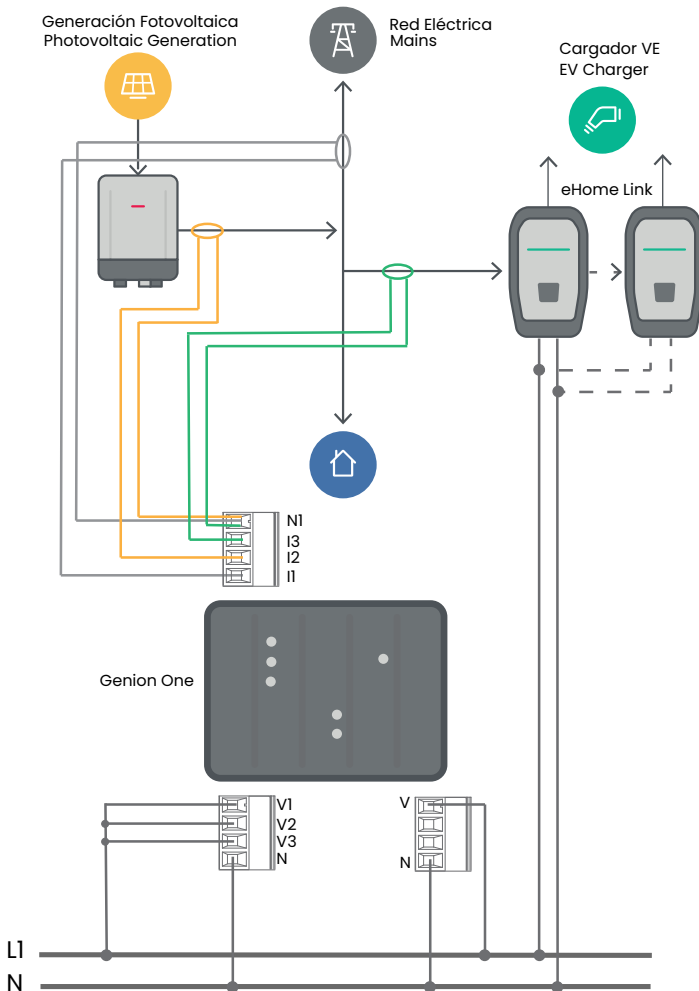 Generación Fotovoltaica
Photovoltaic Generation
Red Eléctrica
Mains
Cargador VE
EV Charger
eHome Link
N1
I3
I2
I1
Genion One
V1
V2
V3
N
V
N
L1
N